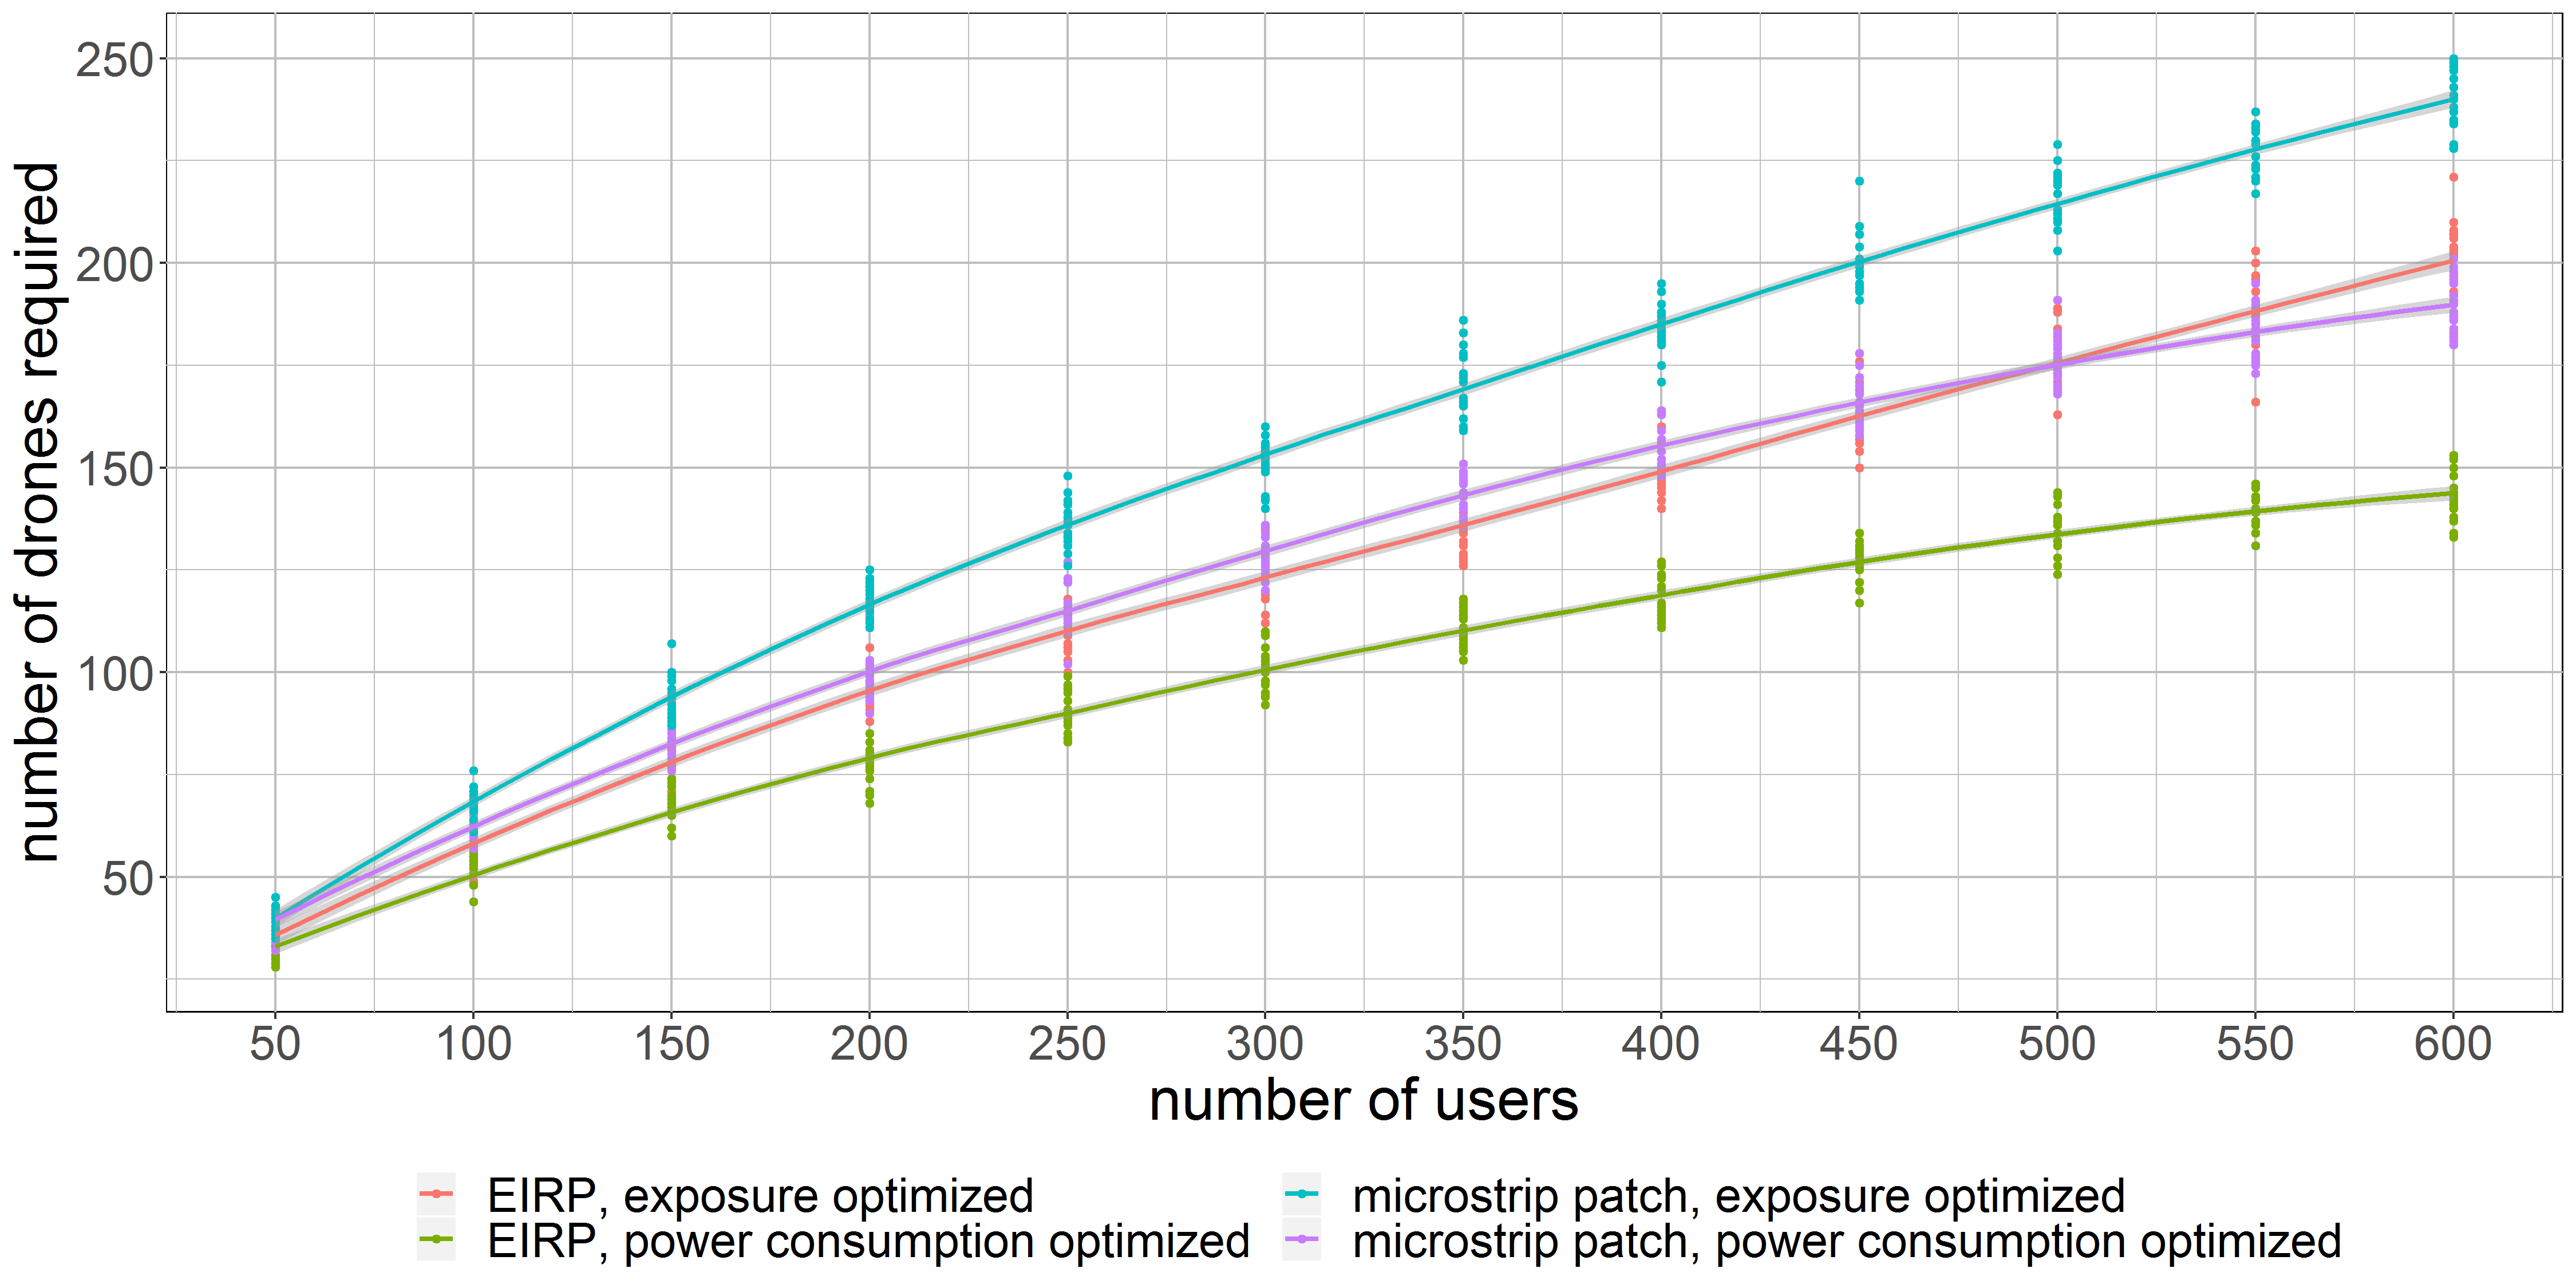 number of drones required
250
200
150
100
50
50 100 150 200 250 300 350 400 450 500 550 600
number of users
EIRP, exposure optimized
EIRP, power consumption optimized
microstrip patch, exposure optimized
microstrip patch, power consumption optimized